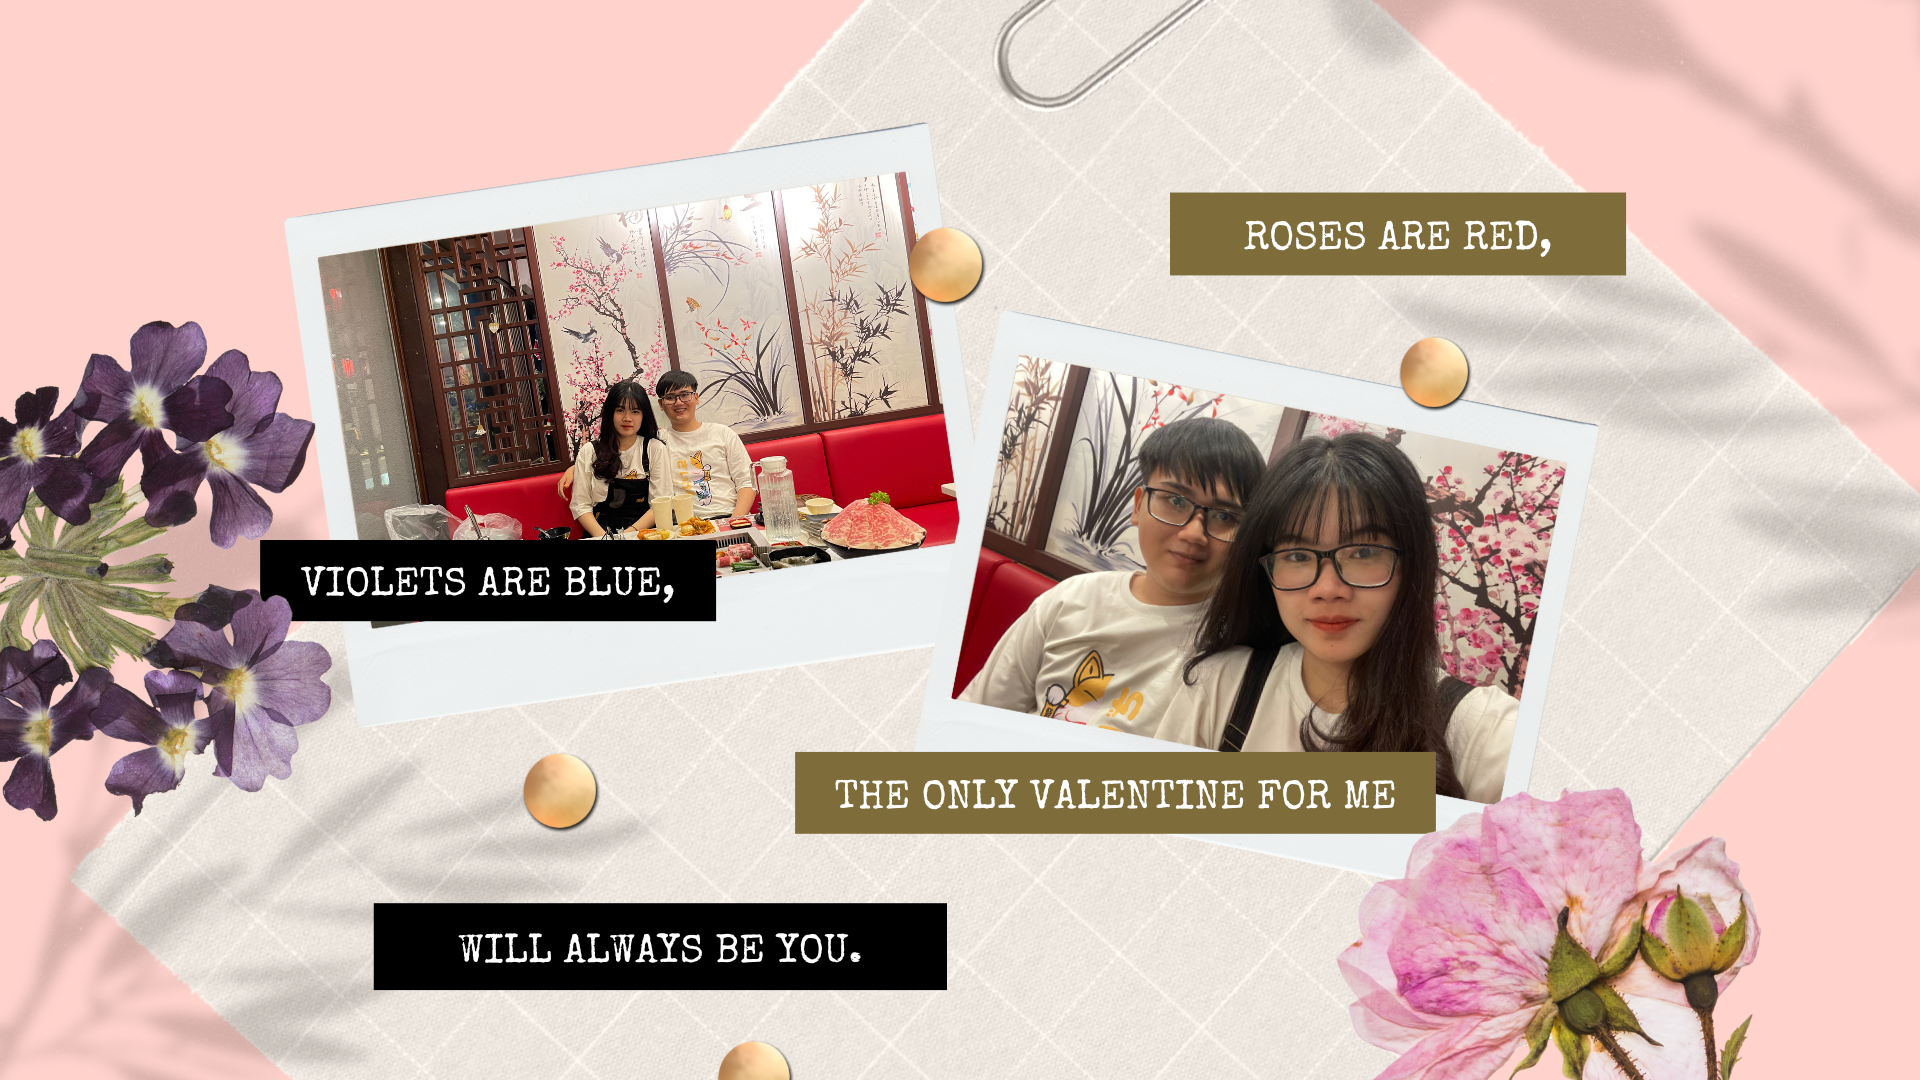 ROSES ARE RED,
VIOLETS ARE BLUE,
THE ONLY VALENTINE FOR ME
WILL ALWAYS BE YOU.